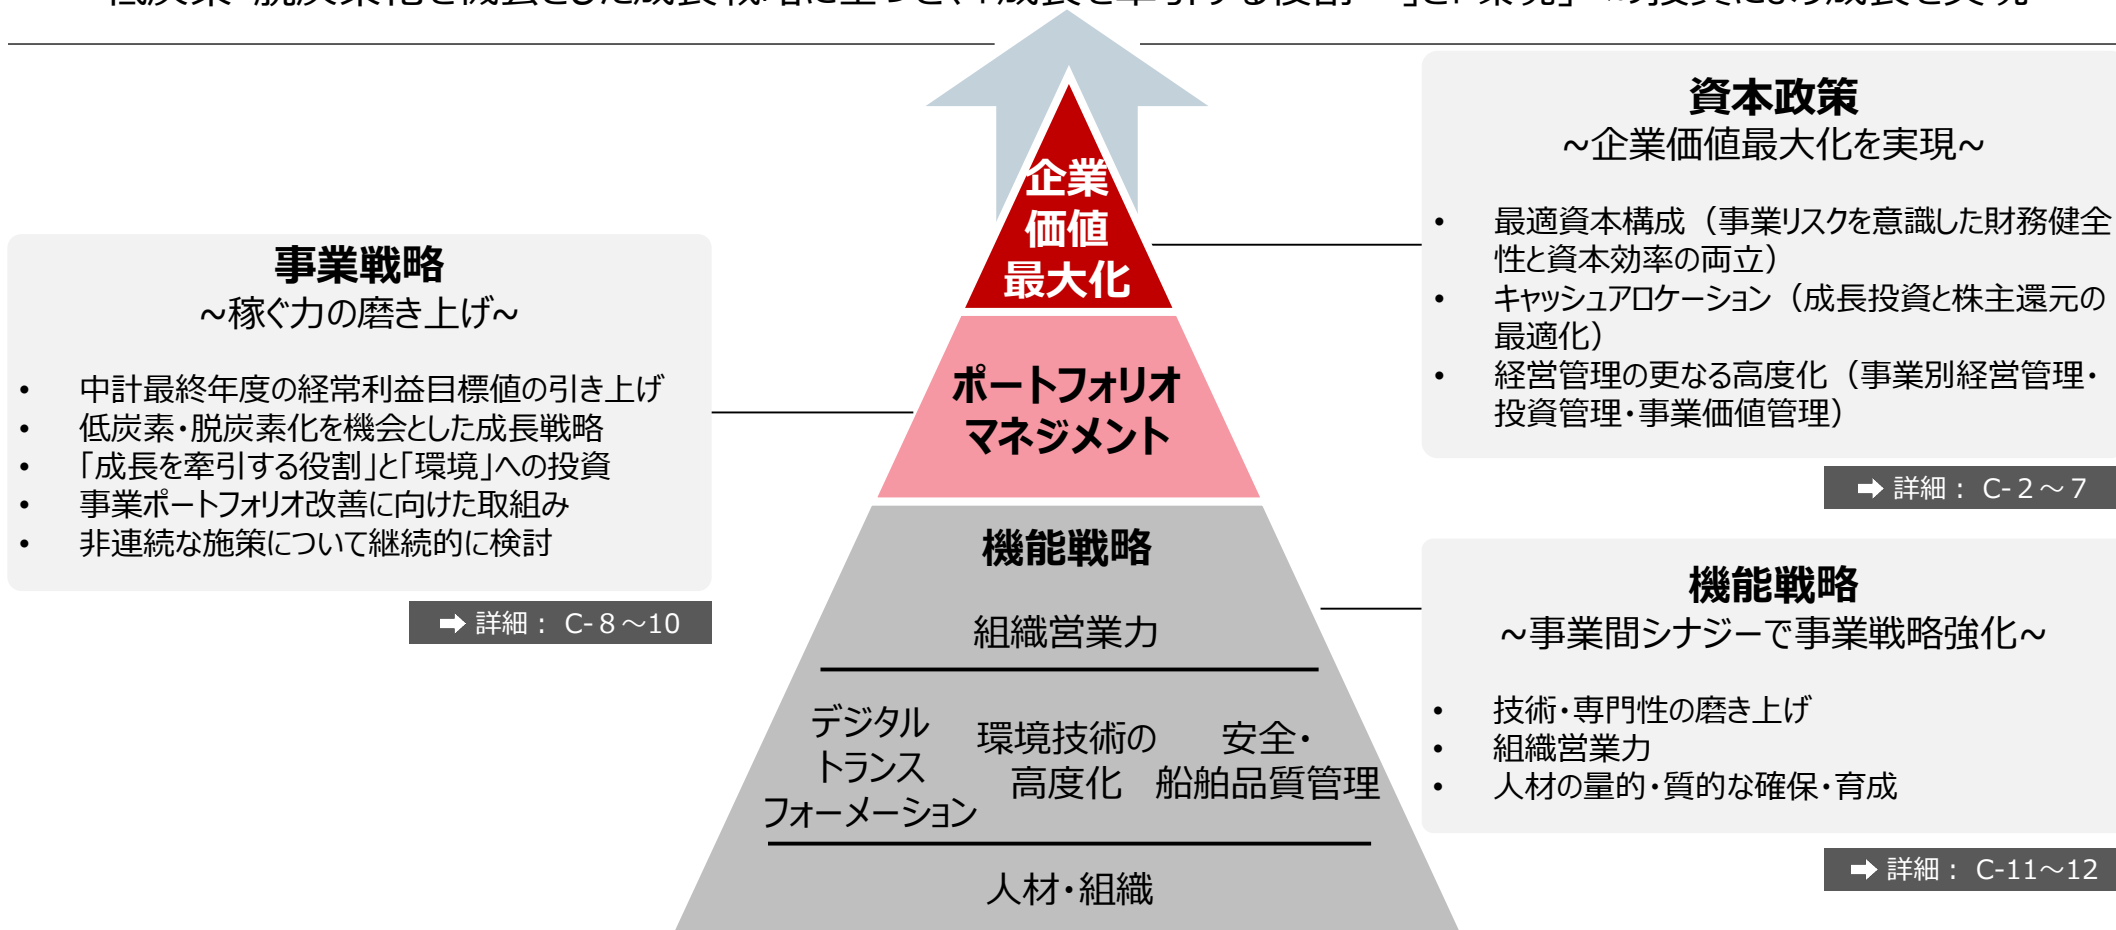 事業戦略
~稼ぐ力の磨き上げ~
• 中計最終年度の経常利益目標値の引き上げ
• 低炭素・脱炭素化を機会とした成長戦略
• 「成長を牽引する役割」と「環境」への投資
• 事業ポートフォリオ改善に向けた取組み
• 非連続な施策について継続的に検討
➡ 詳細： C-８～10
企業
価値
最大化
ポートフォリオ
マネジメント
機能戦略
組織営業力
デジタル
トランス
フォーメーション
環境技術の
高度化
安全・
船舶品質管理
人材・組織
資本政策
~企業価値最大化を実現~
• 最適資本構成（事業リスクを意識した財務健全
性と資本効率の両立）
• キャッシュアロケーション（成長投資と株主還元の
最適化）
• 経営管理の更なる高度化（事業別経営管理・
投資管理・事業価値管理）
➡ 詳細： C-２～７
機能戦略
~事業間シナジーで事業戦略強化~
• 技術・専門性の磨き上げ
• 組織営業力
• 人材の量的・質的な確保・育成
➡ 詳細： C-11～12